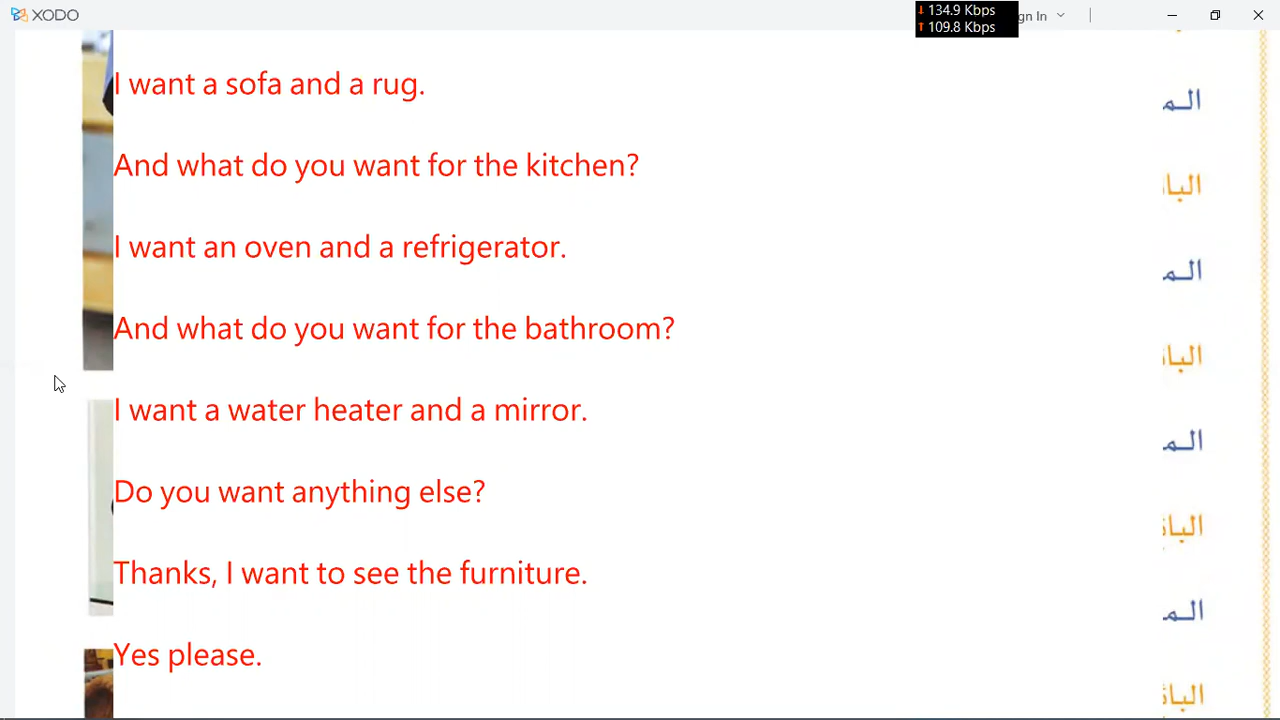 XODO
134.9 Kbps
109.8 Kbps
gn In
I want a sofa and a rug.
And what do you want for the kitchen?
I want an oven and a refrigerator.
And what do you want for the bathroom?
I want a water heater and a mirror.
Do you want anything else?
Thanks, I want to see the furniture.
Yes please.